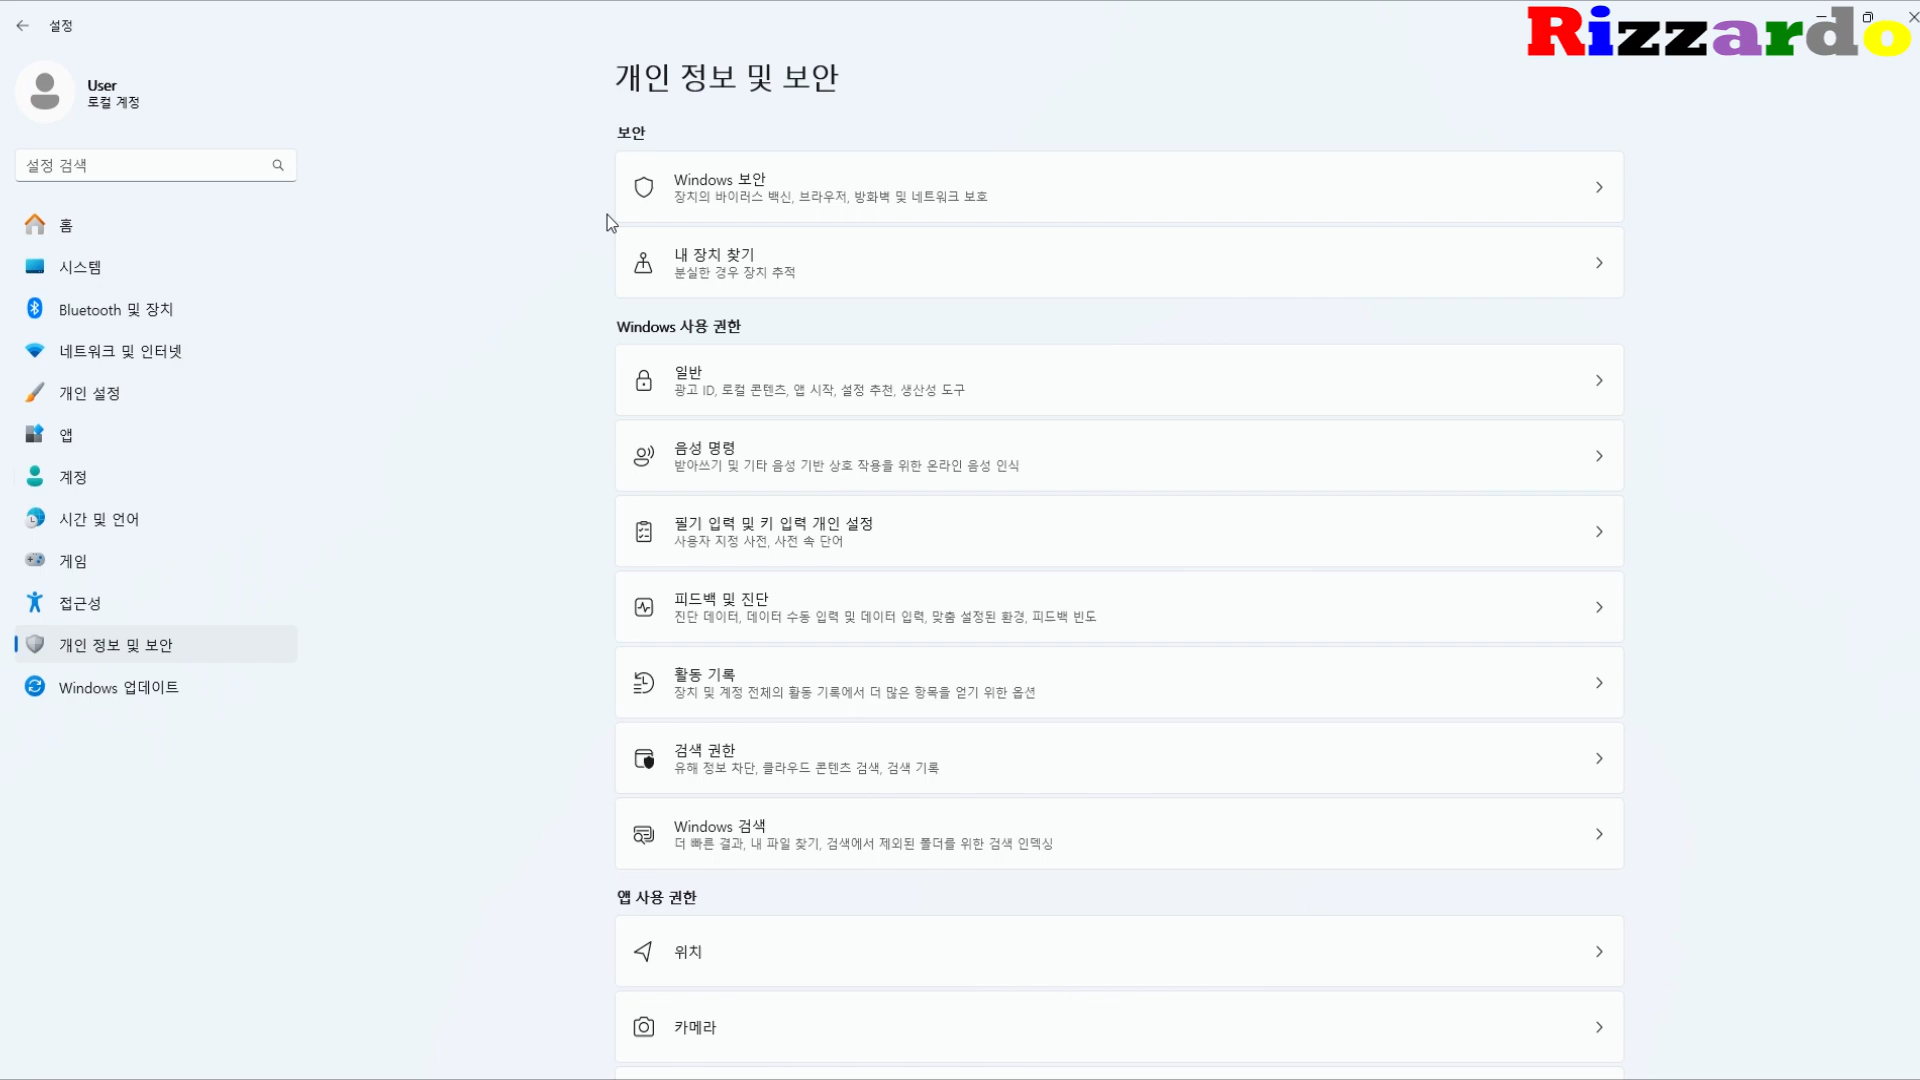 설정
Rizzardo
User
로컬 계정
설정 검색
홈
시스템
Bluetooth 및 장치
네트워크 및 인터넷
개인 설정
앱
계정
시간 및 언어
게임
접근성
개인 정보 및 보안
Windows 업데이트
개인 정보 및 보안
보안
Windows 보안
장치의 바이러스 백신, 브라우저, 방화벽 및 네트워크 보호
내 장치 찾기
분실한 경우 장치 추적
Windows 사용 권한
일반
광고 ID, 로컬 콘텐츠, 앱 시작, 설정 추천, 생산성 도구
음성 명령
받아쓰기 및 기타 음성 기반 상호 작용을 위한 온라인 음성 인식
필기 입력 및 키 입력 개인 설정
사용자 지정 사전, 사전 속 단어
피드백 및 진단
진단 데이터, 데이터 수동 입력 및 데이터 입력, 맞춤 설정된 환경, 피드백 빈도
활동 기록
장치 및 계정 전체의 활동 기록에서 더 많은 항목을 얻기 위한 옵션
검색 권한
유해 정보 차단, 클라우드 콘텐츠 검색, 검색 기록
Windows 검색
더 빠른 결과, 내 파일 찾기, 검색에서 제외된 폴더를 위한 검색 인덱싱
앱 사용 권한
위치
카메라